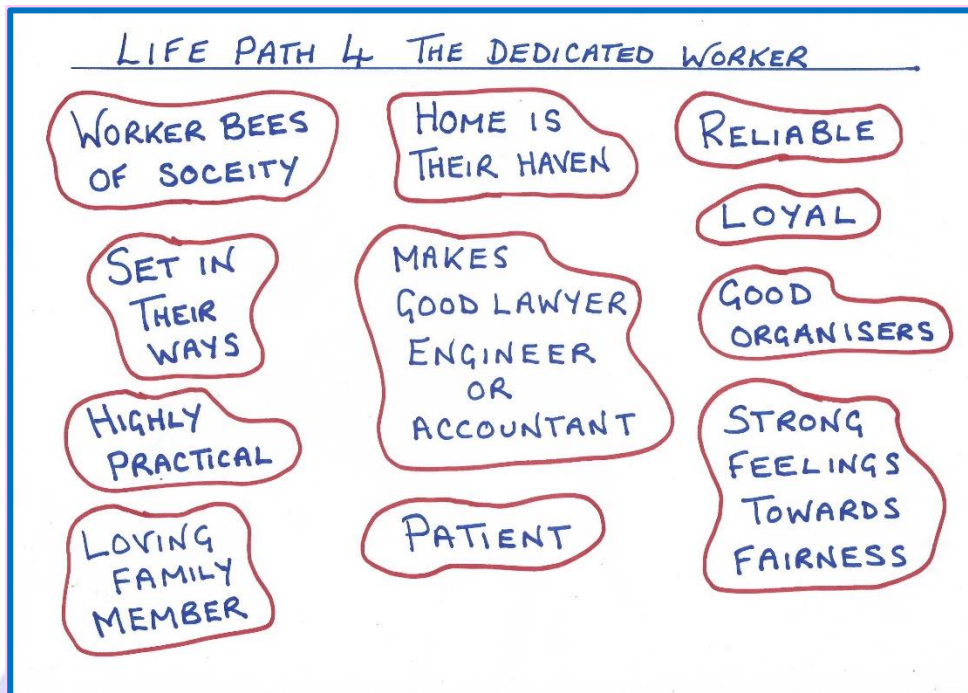 LIFE PATH 4 THE DEDICATED WORKER
WORKER BEES
OF SOCEITY
SET IN
THEIR
WAYS
HIGHLY
PRACTICAL
LOVING
FAMILY
MEMBER
HOME IS
THEIR HAVEN
MAKES
GOOD LAWYER
ENGINEER
OR
ACCOUNTANT
PATIENT
RELIABLE
LOYAL
GOOD
ORGANISERS
STRONG
FEELINGS
TOWARDS
FAIRNESS